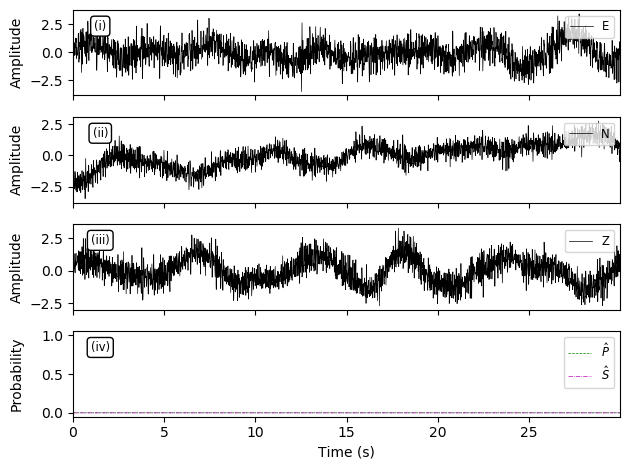 Amplitude
2.5
0.0
−2.5
(i)
E
Amplitude
2.5
0.0
−2.5
(ii)
N
Amplitude
2.5
0.0
−2.5
(iii)
Z
Probability
1.0
0.5
0.0
(iv)
P̂
Ŝ
0 5 10 15 20 25
Time (s)